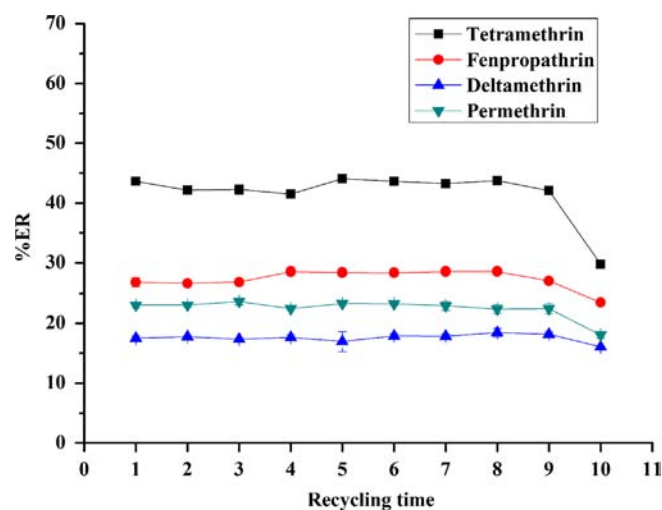 70
60
50
40
30
20
10
0
%ER
Tetramethrin
Fenpropathrin
Deltamethrin
Permethrin
0 1 2 3 4 5 6 7 8 9 10 11
Recycling time